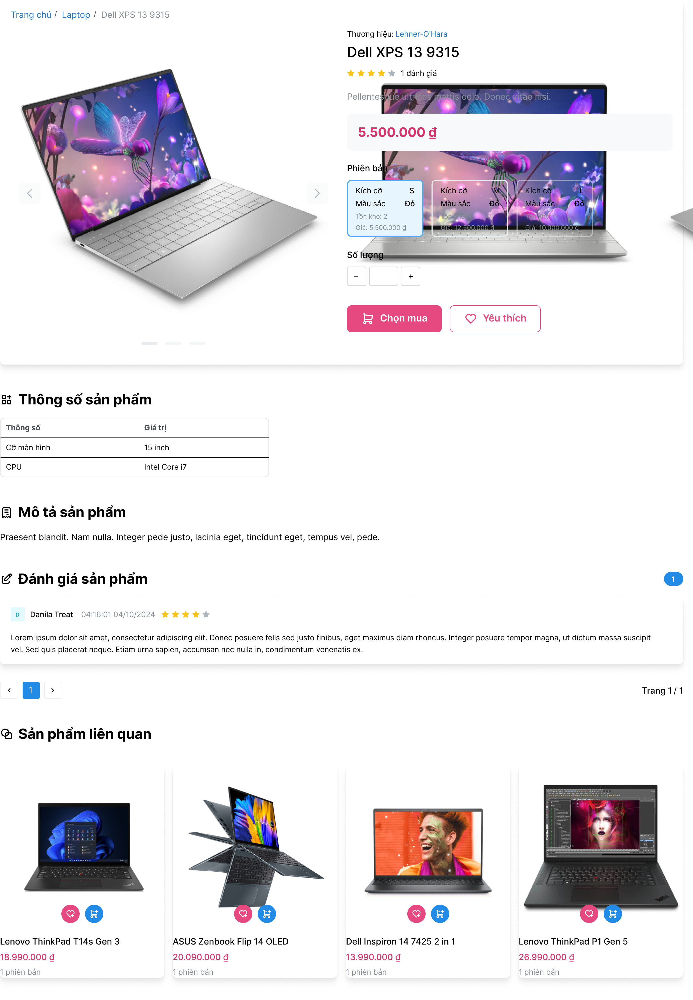 Trang chủ / Laptop / Dell XPS 13 9315
Thương hiệu: Lehner-O'Hara
Dell XPS 13 9315
1 đánh giá
Pellentesque ultrices mattis odio. Donec vitae nisi.
5.500.000 ₫
Phiên bản
Kích cỡ S
Màu sắc Đỏ
Tồn kho: 2
Giá: 5.500.000 ₫
Kích cỡ M
Màu sắc Đỏ
Tồn kho:
Giá: 12.500.000 ₫
Kích cỡ L
Màu sắc Đỏ
Tồn kho:
Giá: 10.000.000 ₫
Số lượng
− +
Chọn mua Yêu thích
Thông số sản phẩm
Thông số Giá trị
Cỡ màn hình 15 inch
CPU Intel Core i7
Mô tả sản phẩm
Praesent blandit. Nam nulla. Integer pede justo, lacinia eget, tincidunt eget, tempus vel, pede.
Đánh giá sản phẩm 1
D Danila Treat 04:16:01 04/10/2024
Lorem ipsum dolor sit amet, consectetur adipiscing elit. Donec posuere felis sed justo finibus, eget maximus diam rhoncus. Integer posuere tempor magna, ut dictum massa suscipit
vel. Sed quis placerat neque. Etiam urna sapien, accumsan nec nulla in, condimentum venenatis ex.
1 Trang 1 / 1
Sản phẩm liên quan
Lenovo ThinkPad T14s Gen 3
18.990.000 ₫
1 phiên bản
ASUS Zenbook Flip 14 OLED
20.090.000 ₫
1 phiên bản
Dell Inspiron 14 7425 2 in 1
13.990.000 ₫
1 phiên bản
Lenovo ThinkPad P1 Gen 5
26.990.000 ₫
1 phiên bản